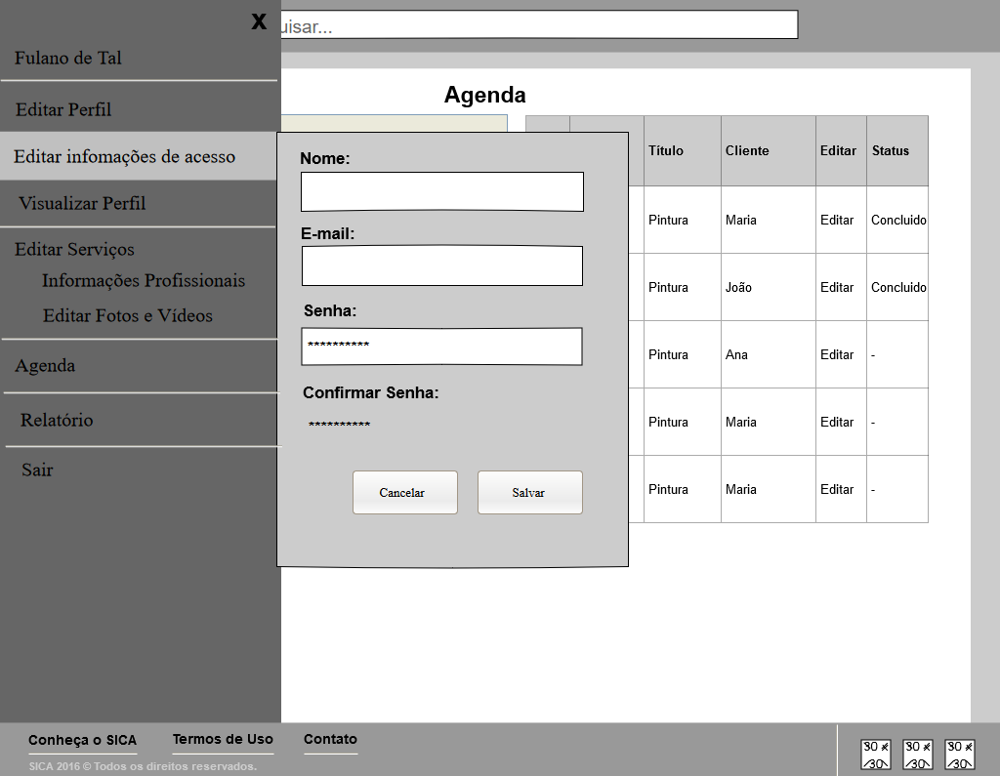 X
uisar...
Fulano de Tal
Editar Perfil
Editar infomações de acesso
Visualizar Perfil
Editar Serviços
Informações Profissionais
Editar Fotos e Vídeos
Agenda
Relatório
Sair
Agenda
Nome:
E-mail:
Senha:
**********
Confirmar Senha:
**********
Cancelar Salvar
Título Cliente Editar Status
Pintura Maria Editar Concluido
Pintura João Editar Concluido
Pintura Ana Editar -
Pintura Maria Editar -
Pintura Maria Editar -
Conheça o SICA Termos de Uso Contato
SICA 2016 © Todos os direitos reservados.
30 x 30 x 30 x
30 30 30